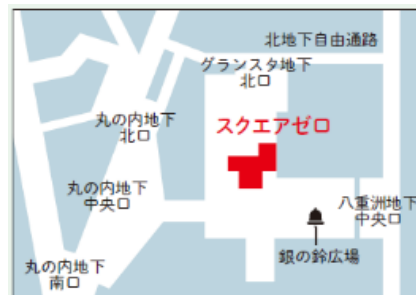 北地下自由通路
グランスタ地下
北口
丸の内地下
北口
スクエアゼロ
丸の内地下
中央口
八重洲地下
中央口
銀の鈴広場
丸の内地下
南口